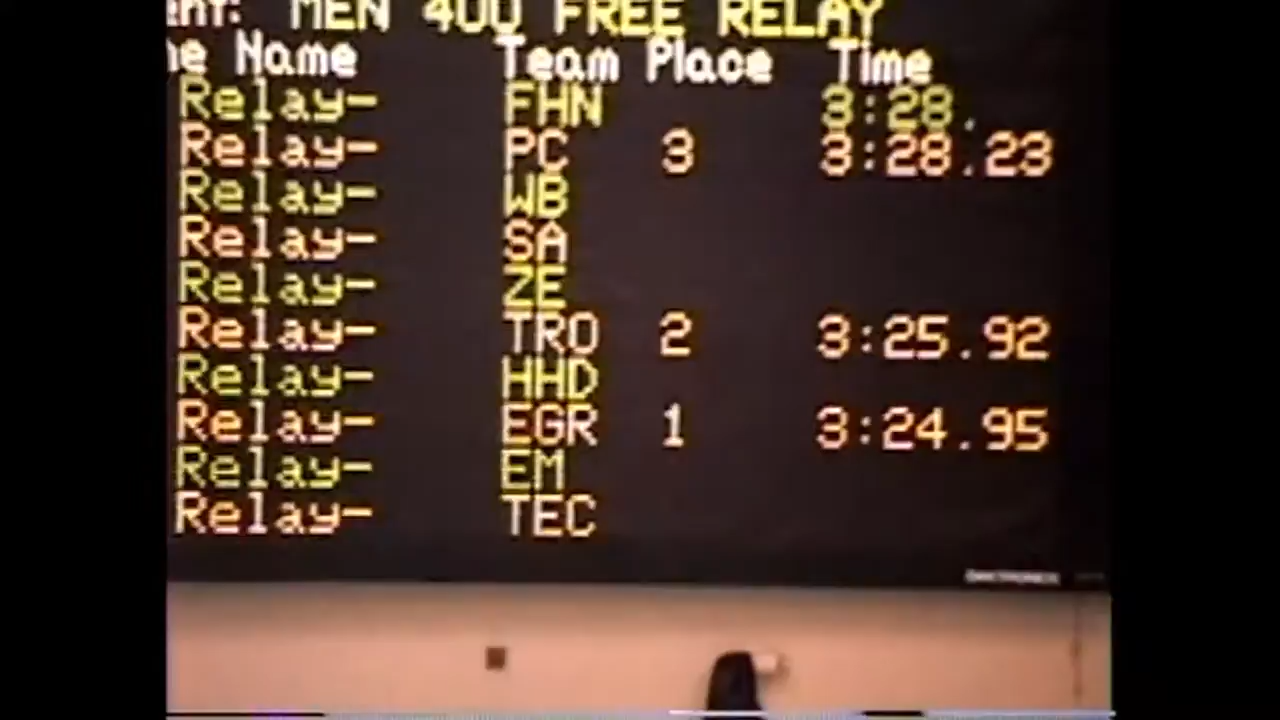 ent: MEN 400 FREE RELAY
ne Name Team Place Time
Relay- FHN 3:28.
Relay- PC 3 3:28.23
Relay- WB
Relay- SA
Relay- ZE
Relay- TRO 2 3:25.92
Relay- HHD
Relay- EGR 1 3:24.95
Relay- EM
Relay- TEC
DAKTRONICS